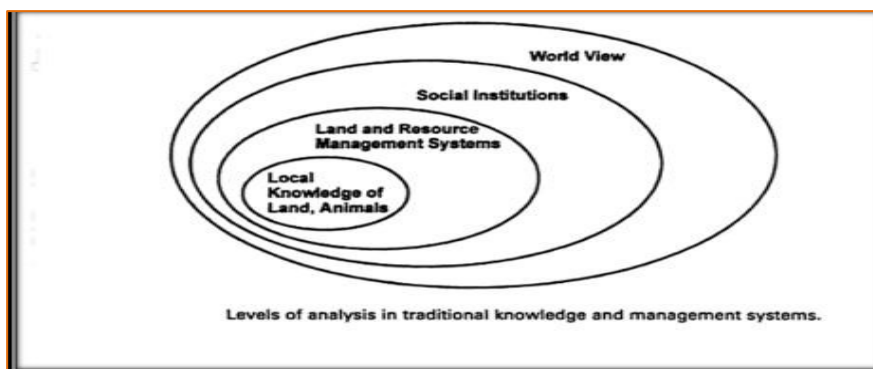 World View
Social Institutions
Land and Resource
Management Systems
Local
Knowledge of
Land, Animals
Levels of analysis in traditional knowledge and management systems.